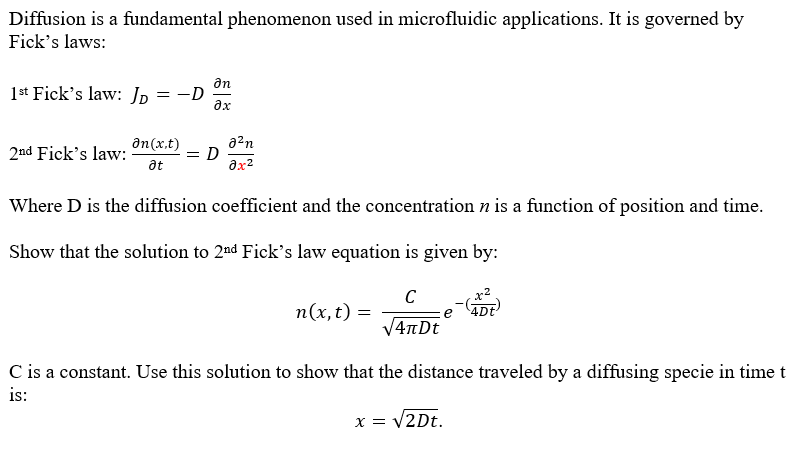 Diffusion is a fundamental phenomenon used in microfluidic applications. It is governed by
Fick's laws:
1st Fick's law: J_D = −D ∂n/∂x
2nd Fick's law: ∂n(x,t)/∂t = D ∂²n/∂x²
Where D is the diffusion coefficient and the concentration n is a function of position and time.
Show that the solution to 2nd Fick's law equation is given by:
n(x, t) = C/√(4πDt) e^−(x²/4Dt)
C is a constant. Use this solution to show that the distance traveled by a diffusing specie in time t
is:
x = √2Dt.